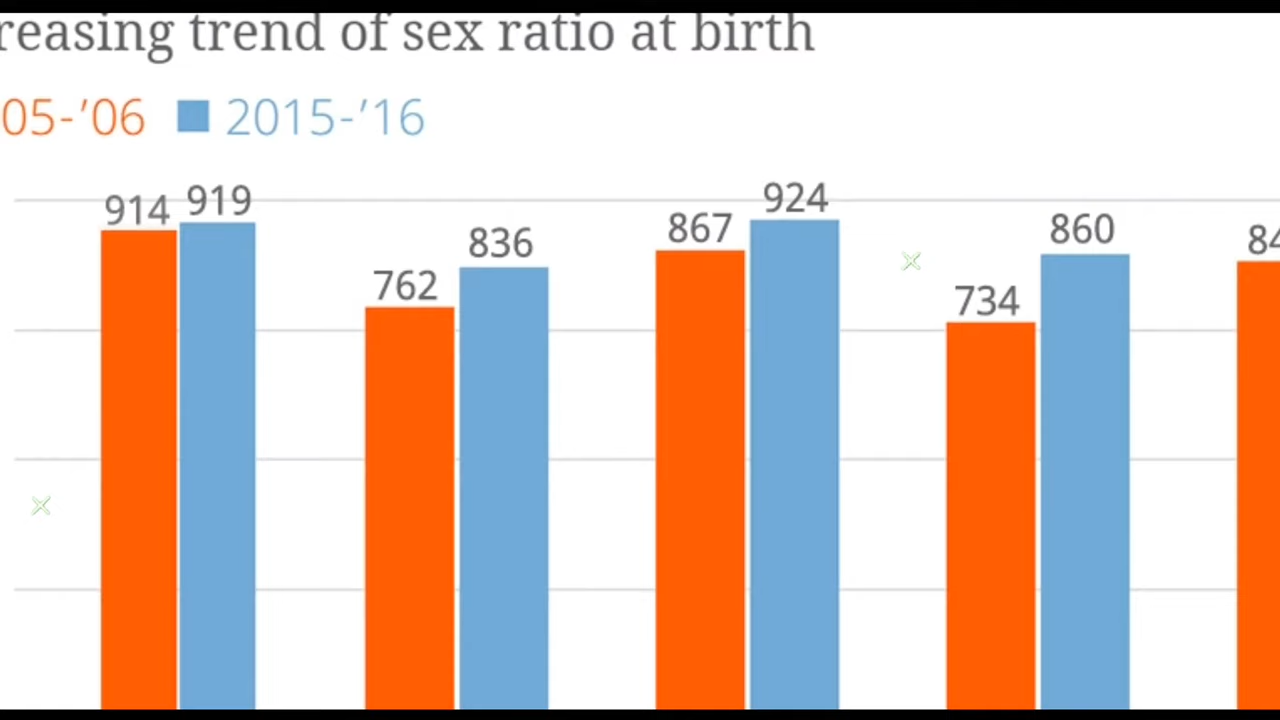 reasing trend of sex ratio at birth
05-’06 2015-’16
914 919 762 836 867 924 734 860 84